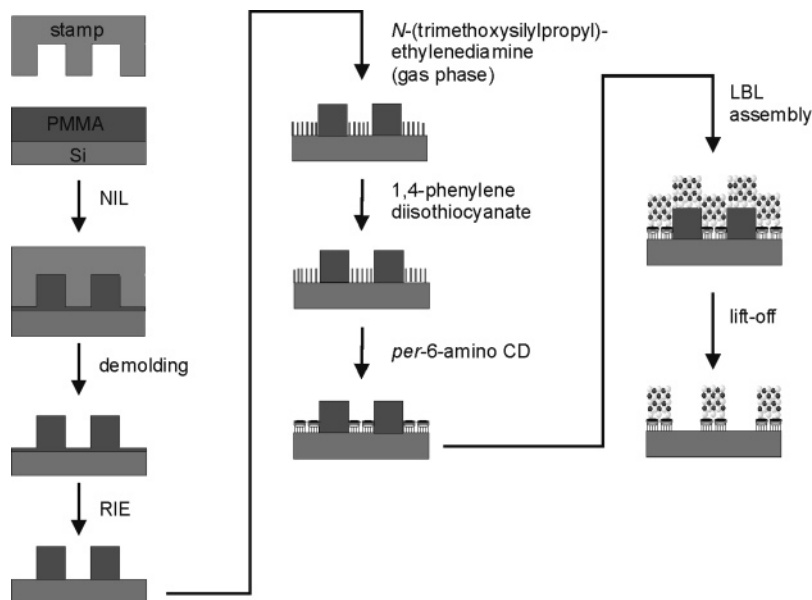 stamp
PMMA
Si
NIL
demolding
RIE
N-(trimethoxysilylpropyl)-
ethylenediamine
(gas phase)
1,4-phenylene
diisothiocyanate
per-6-amino CD
LBL
assembly
lift-off